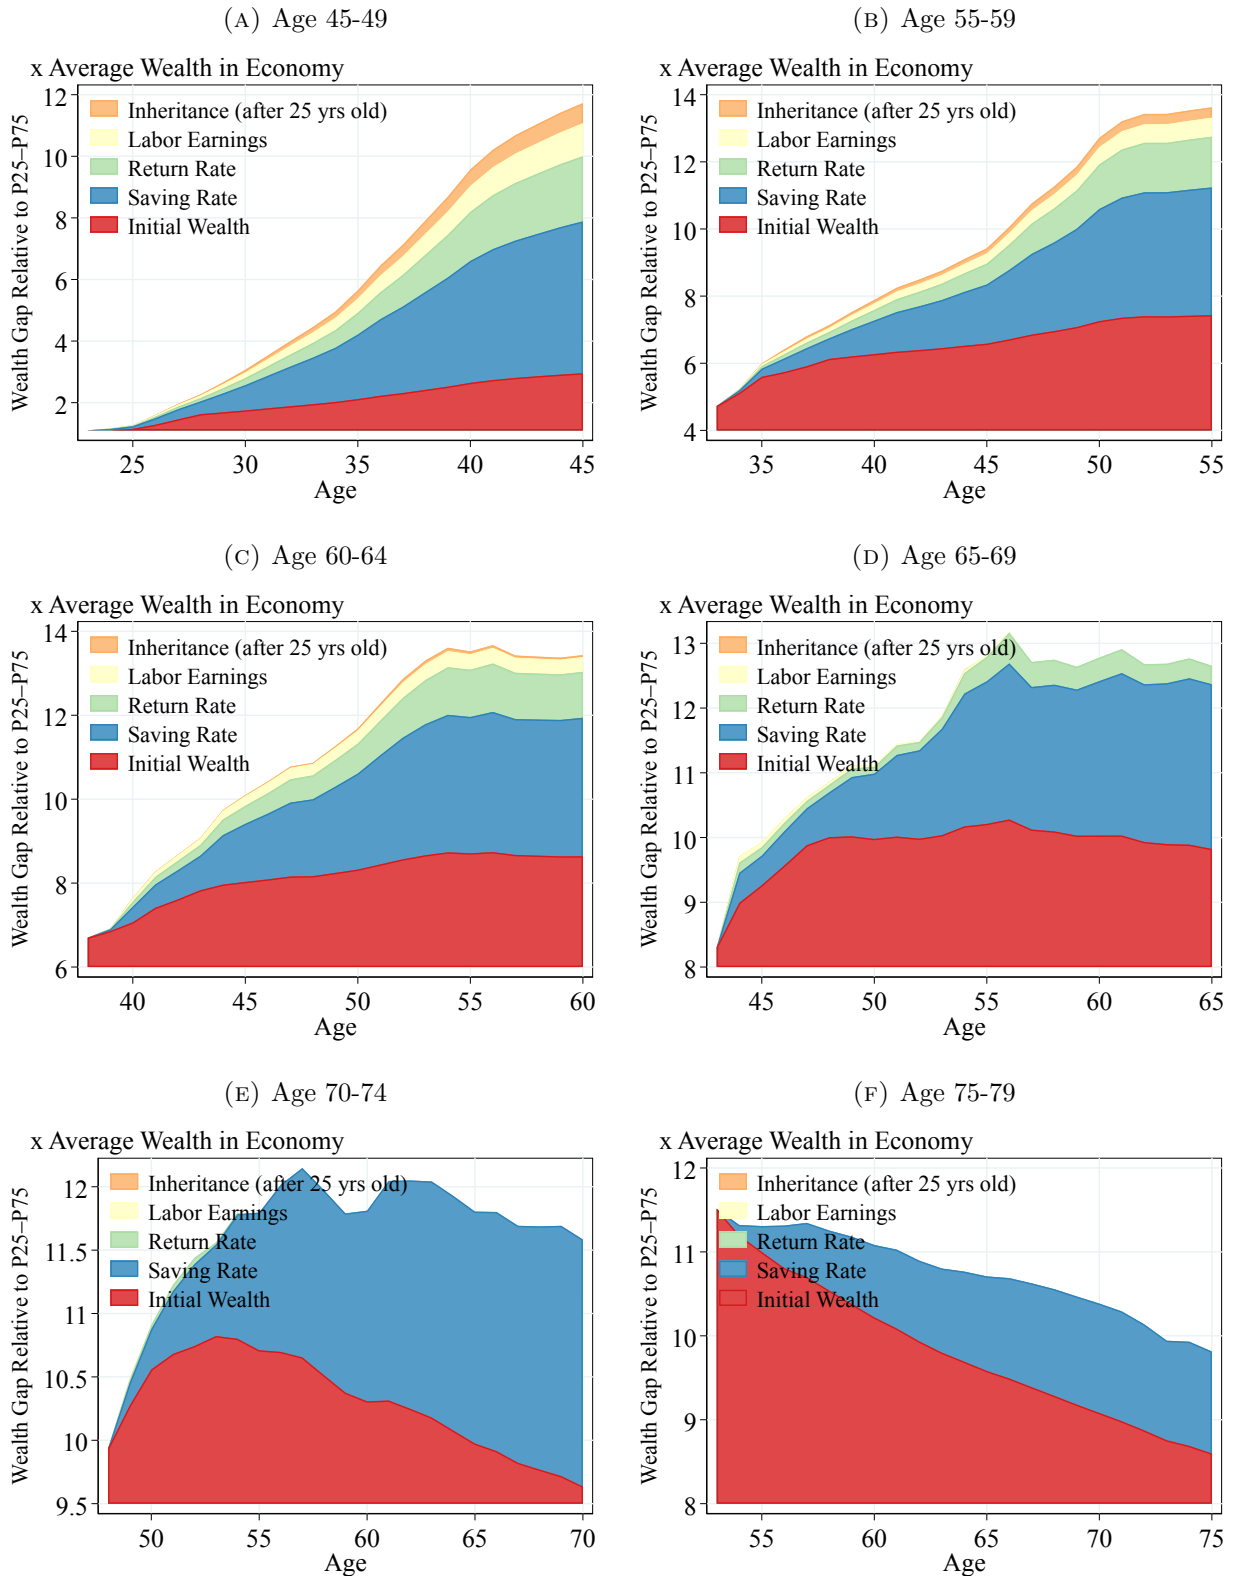 (A) Age 45-49
x Average Wealth in Economy
Wealth Gap Relative to P25–P75
12
10
8
6
4
2
Inheritance (after 25 yrs old)
Labor Earnings
Return Rate
Saving Rate
Initial Wealth
25 30 35 40 45
Age
(B) Age 55-59
x Average Wealth in Economy
Wealth Gap Relative to P25–P75
14
12
10
8
6
4
Inheritance (after 25 yrs old)
Labor Earnings
Return Rate
Saving Rate
Initial Wealth
35 40 45 50 55
Age
(C) Age 60-64
x Average Wealth in Economy
Wealth Gap Relative to P25–P75
14
12
10
8
6
Inheritance (after 25 yrs old)
Labor Earnings
Return Rate
Saving Rate
Initial Wealth
40 45 50 55 60
Age
(D) Age 65-69
x Average Wealth in Economy
Wealth Gap Relative to P25–P75
13
12
11
10
9
8
Inheritance (after 25 yrs old)
Labor Earnings
Return Rate
Saving Rate
Initial Wealth
45 50 55 60 65
Age
(E) Age 70-74
x Average Wealth in Economy
Wealth Gap Relative to P25–P75
12
11.5
11
10.5
10
9.5
Inheritance (after 25 yrs old)
Labor Earnings
Return Rate
Saving Rate
Initial Wealth
50 55 60 65 70
Age
(F) Age 75-79
x Average Wealth in Economy
Wealth Gap Relative to P25–P75
12
11
10
9
8
Inheritance (after 25 yrs old)
Labor Earnings
Return Rate
Saving Rate
Initial Wealth
55 60 65 70 75
Age